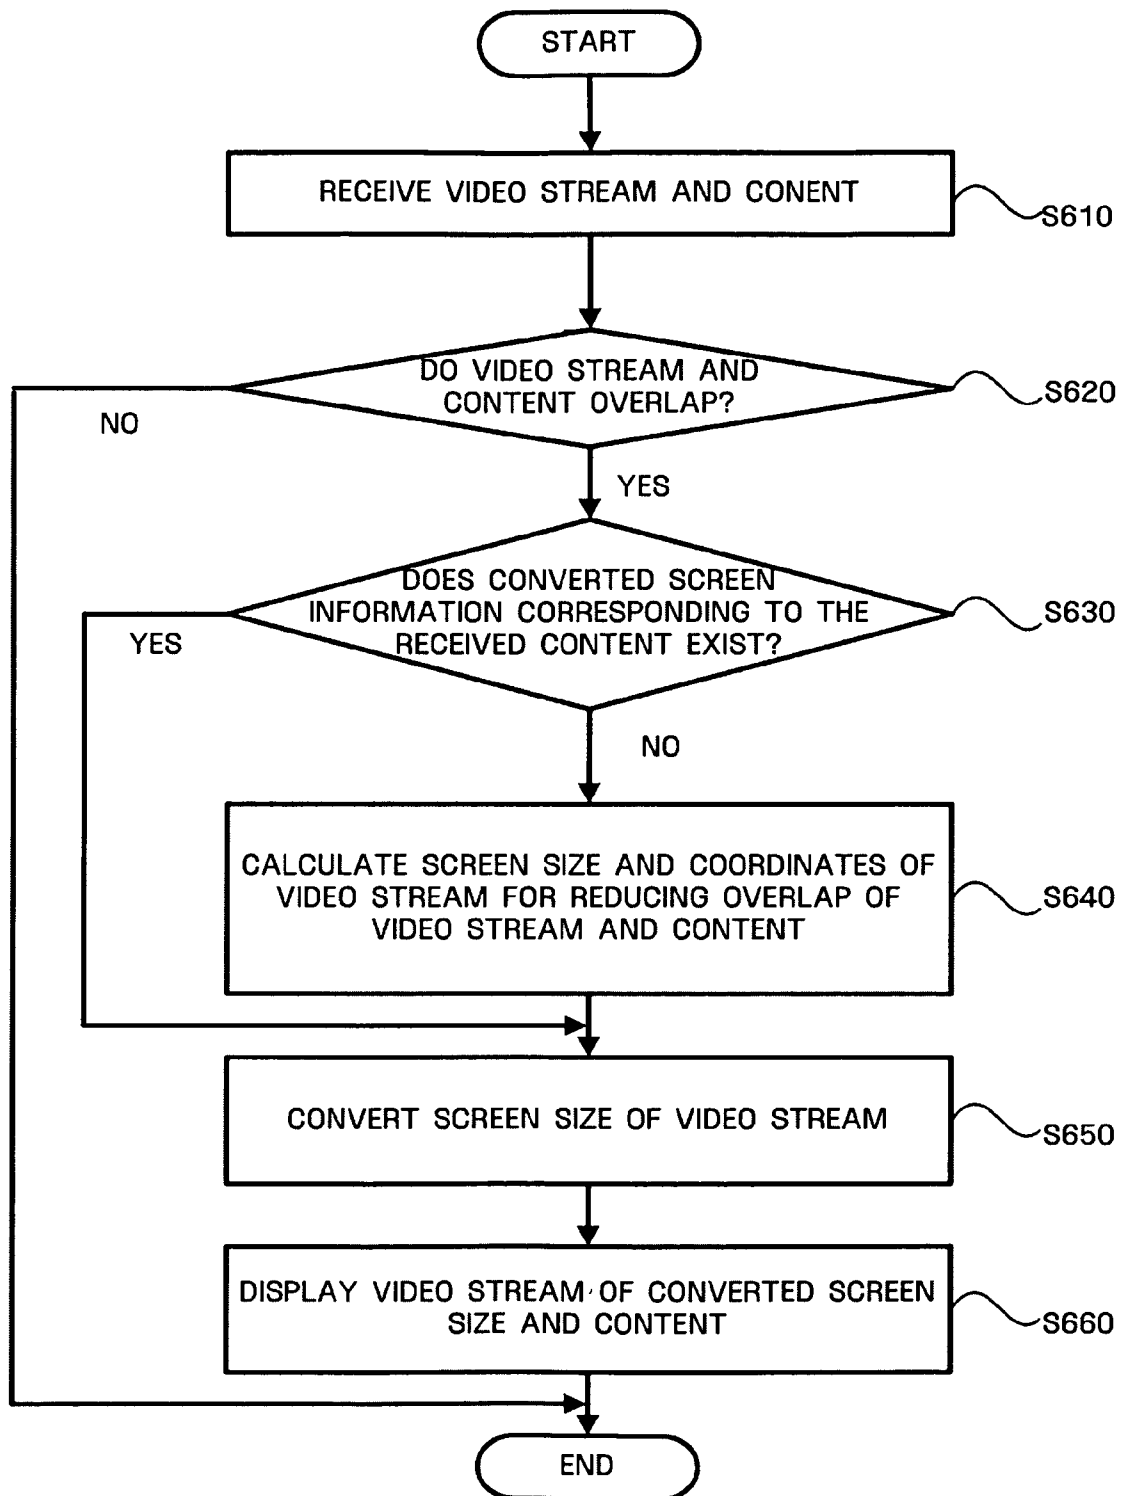 START
RECEIVE VIDEO STREAM AND CONENT
S610
DO VIDEO STREAM AND
CONTENT OVERLAP?
S620
NO
YES
DOES CONVERTED SCREEN
INFORMATION CORRESPONDING TO THE
RECEIVED CONTENT EXIST?
S630
YES
NO
CALCULATE SCREEN SIZE AND COORDINATES OF
VIDEO STREAM FOR REDUCING OVERLAP OF
VIDEO STREAM AND CONTENT
S640
CONVERT SCREEN SIZE OF VIDEO STREAM
S650
DISPLAY VIDEO STREAM OF CONVERTED SCREEN
SIZE AND CONTENT
S660
END